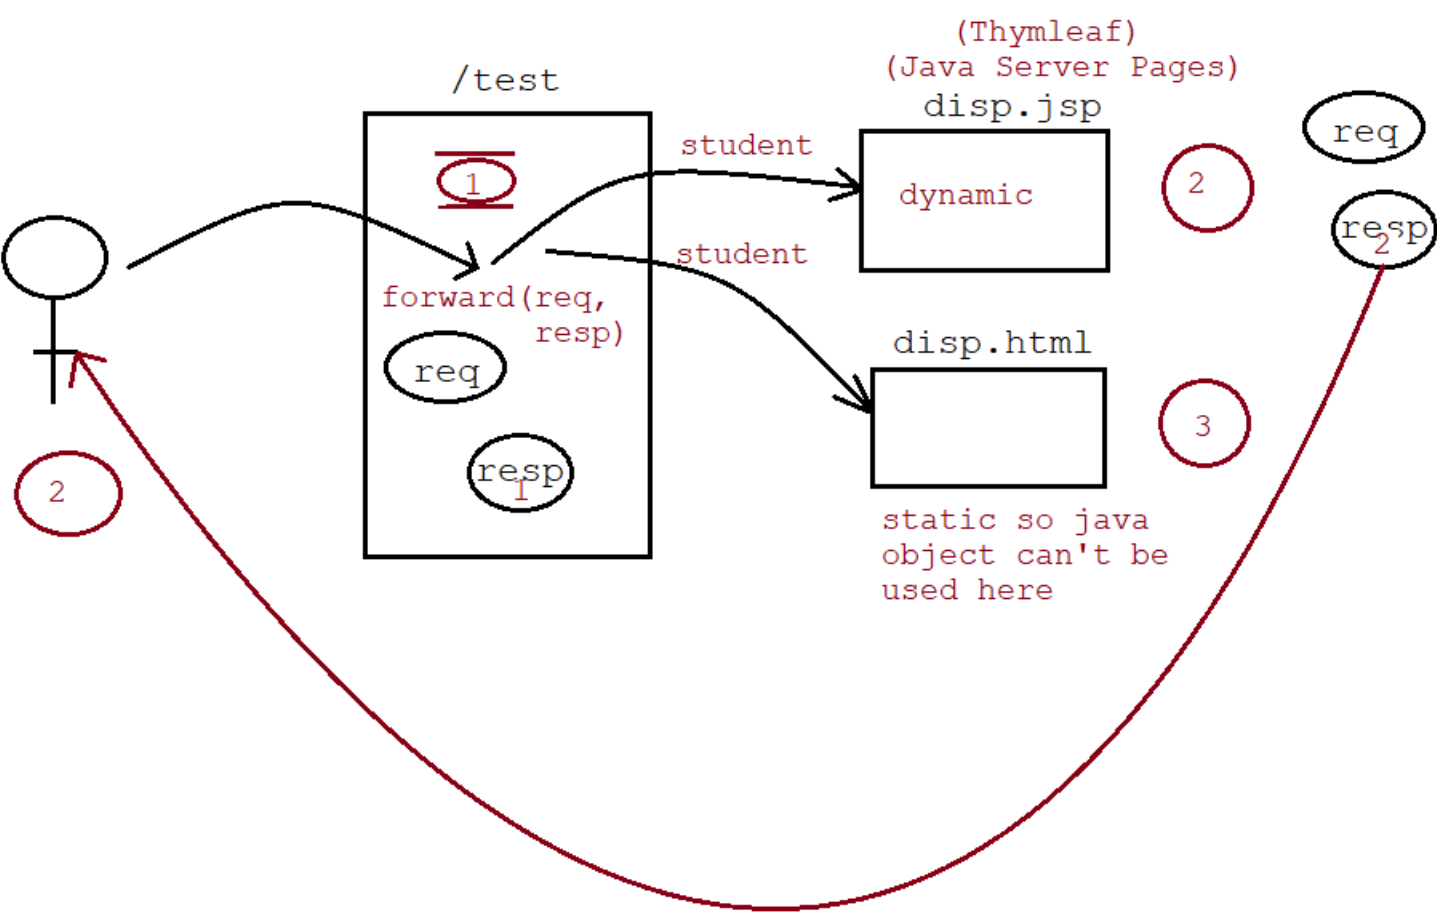 (Thymleaf)
(Java Server Pages)
/test
disp.jsp
req
1
student
dynamic
2
resp
2
student
forward(req,
resp)
req
disp.html
resp
1
3
2
static so java
object can't be
used here